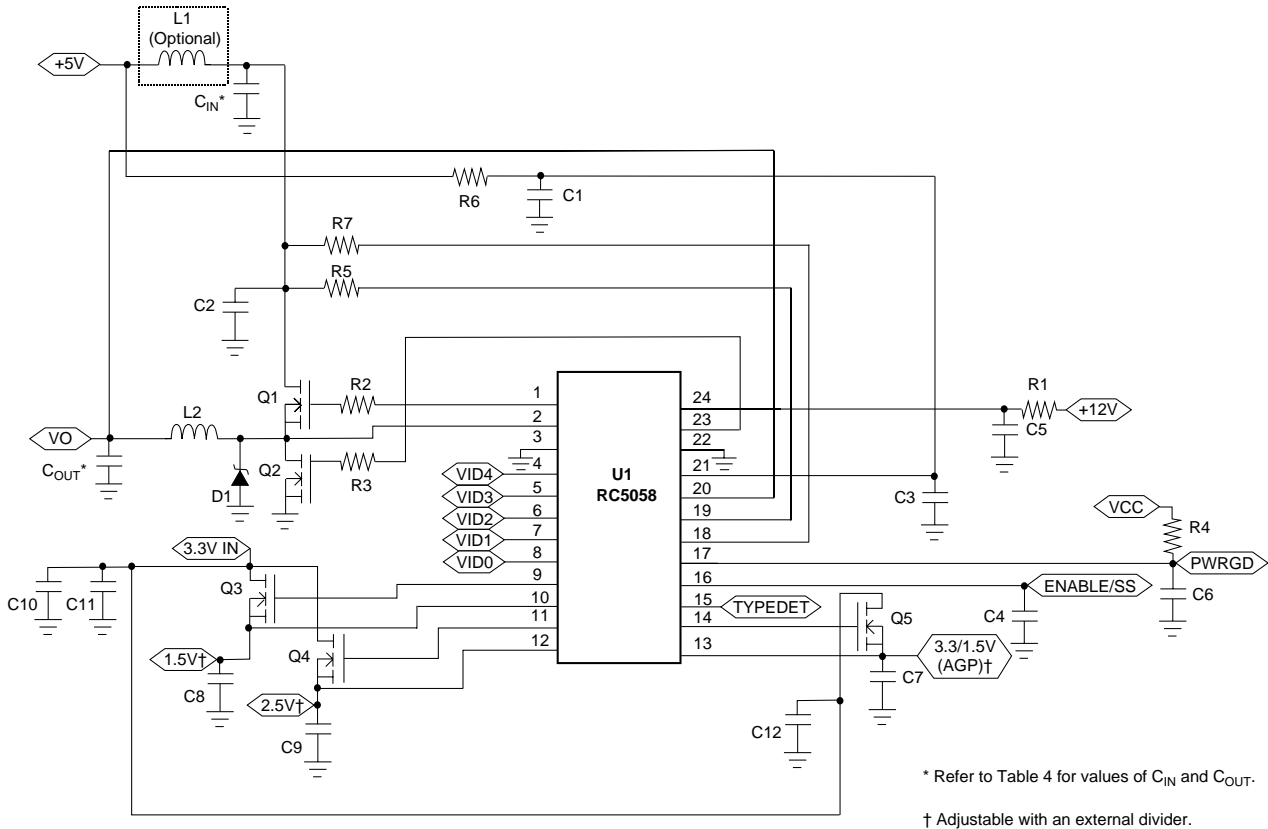 L1
(Optional)
+5V
CIN*
R6
C1
R7
R5
C2
Q1
R2
L2
VO
COUT*
D1
Q2
R3
1
2
3
4
5
6
7
8
9
10
11
12
U1
RC5058
24
23
22
21
20
19
18
17
16
15
14
13
VID4
VID3
VID2
VID1
VID0
R1
+12V
C5
C3
VCC
R4
PWRGD
C6
ENABLE/SS
C4
TYPEDET
Q5
3.3/1.5V
(AGP)†
C7
C12
3.3V IN
C10
C11
Q3
1.5V†
C8
Q4
2.5V†
C9
* Refer to Table 4 for values of CIN and COUT.
† Adjustable with an external divider.